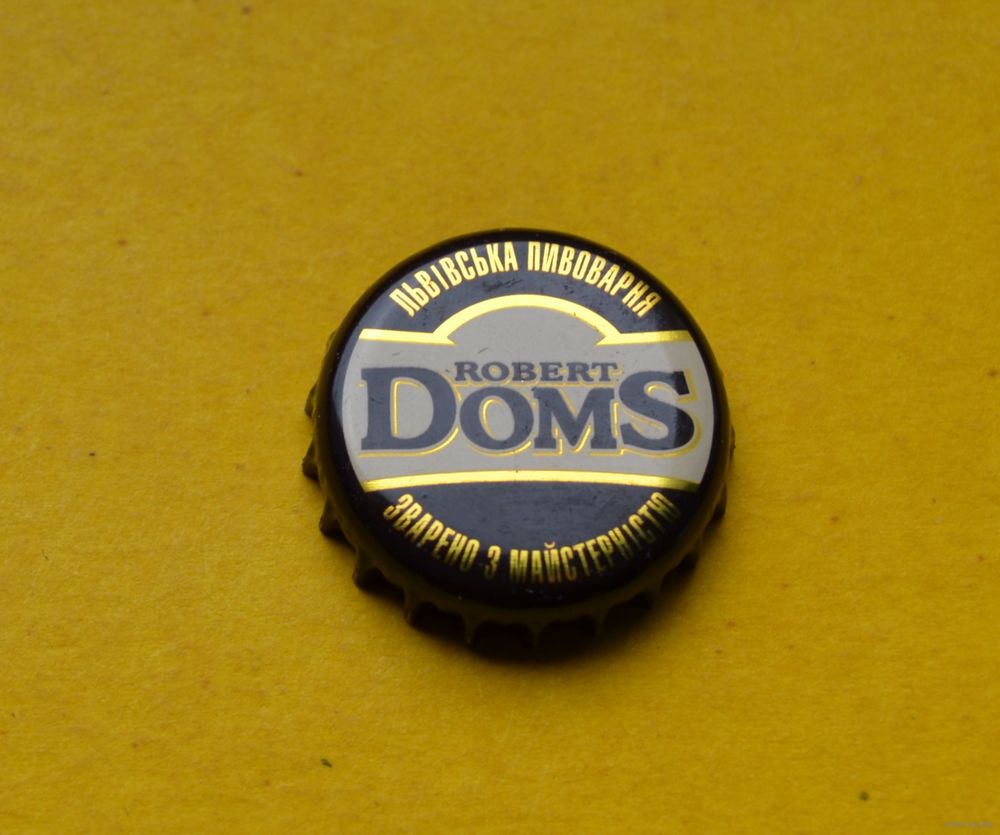 ЛЬВІВСЬКА ПИВОВАРНЯ
ROBERT
DOMS
ЗВАРЕНО З МАЙСТЕРНІСТЮ